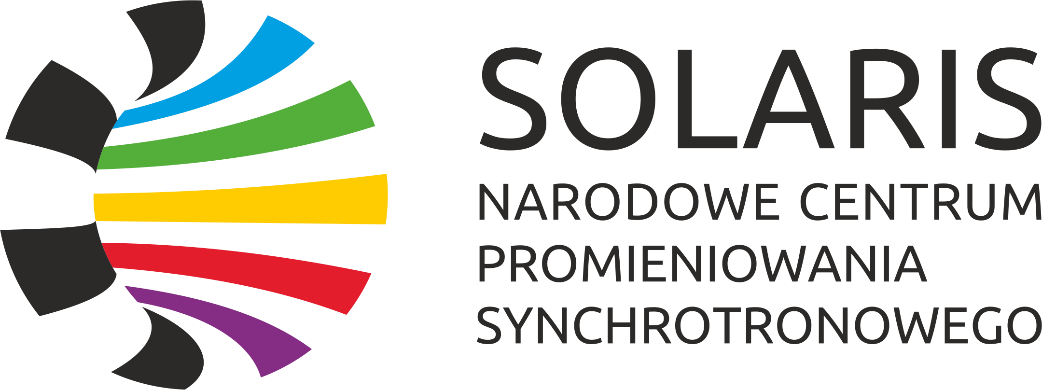 SOLARIS
NARODOWE CENTRUM
PROMIENIOWANIA
SYNCHROTRONOWEGO